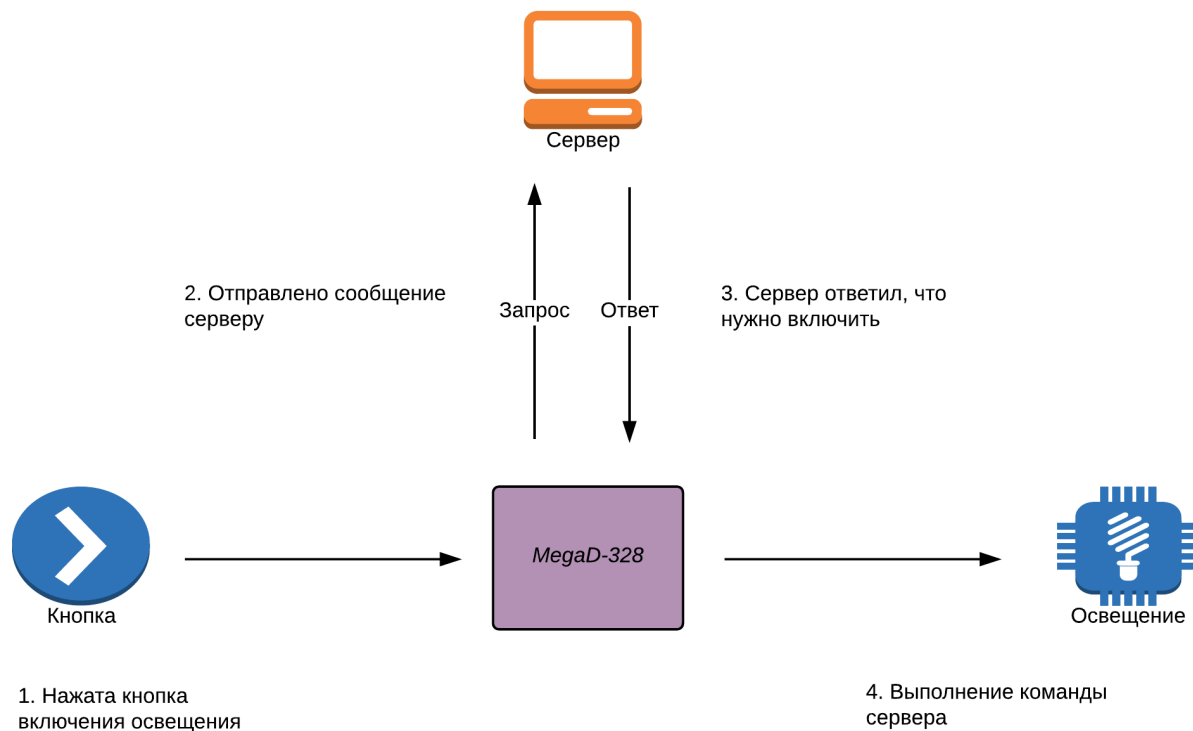 Сервер
2. Отправлено сообщение
серверу
Запрос
Ответ
3. Сервер ответил, что
нужно включить
Кнопка
MegaD-328
Освещение
1. Нажата кнопка
включения освещения
4. Выполнение команды
сервера